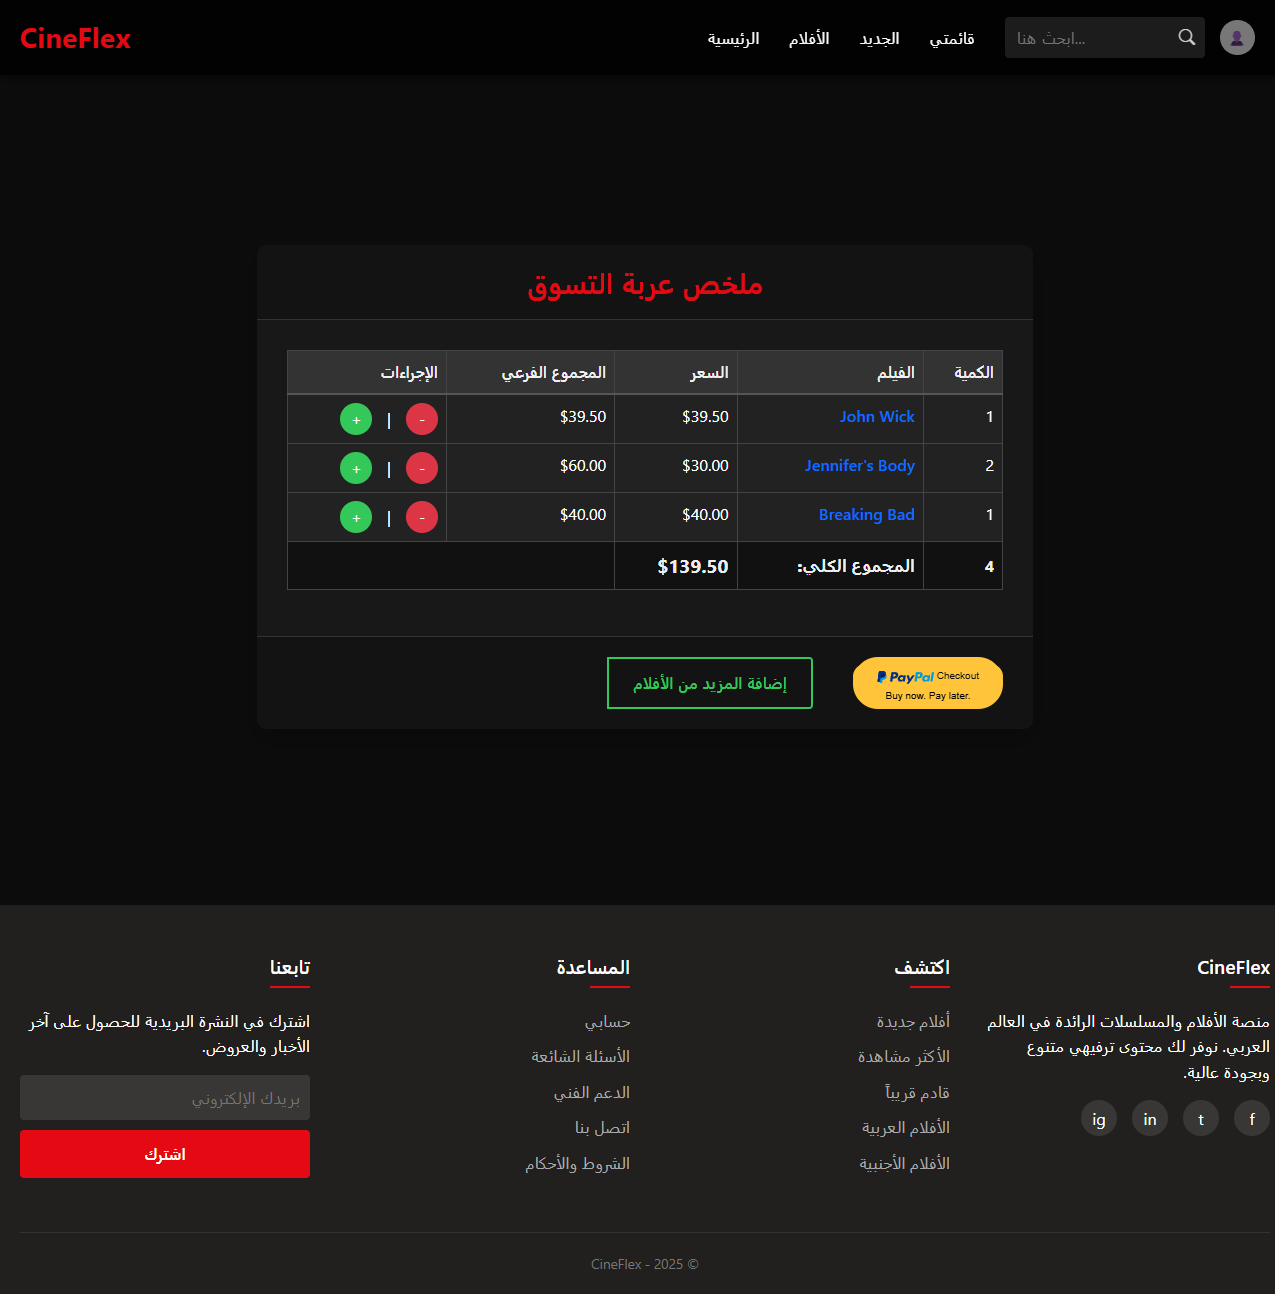 CineFlex
الرئيسية
الأفلام
الجديد
قائمتي
ابحث هنا...
ملخص عربة التسوق
الكمية الفيلم السعر المجموع الفرعي الإجراءات
1 John Wick $39.50 $39.50 - | +
2 Jennifer's Body $30.00 $60.00 - | +
1 Breaking Bad $40.00 $40.00 - | +
4 المجموع الكلي: $139.50
PayPal Checkout
Buy now. Pay later.
إضافة المزيد من الأفلام
CineFlex
منصة الأفلام والمسلسلات الرائدة في العالم
العربي. نوفر لك محتوى ترفيهي متنوع
وبجودة عالية.
f t in ig
اكتشف
أفلام جديدة
الأكثر مشاهدة
قادم قريباً
الأفلام العربية
الأفلام الأجنبية
المساعدة
حسابي
الأسئلة الشائعة
الدعم الفني
اتصل بنا
الشروط والأحكام
تابعنا
اشترك في النشرة البريدية للحصول على آخر
الأخبار والعروض.
بريدك الإلكتروني
اشترك
CineFlex - 2025 ©